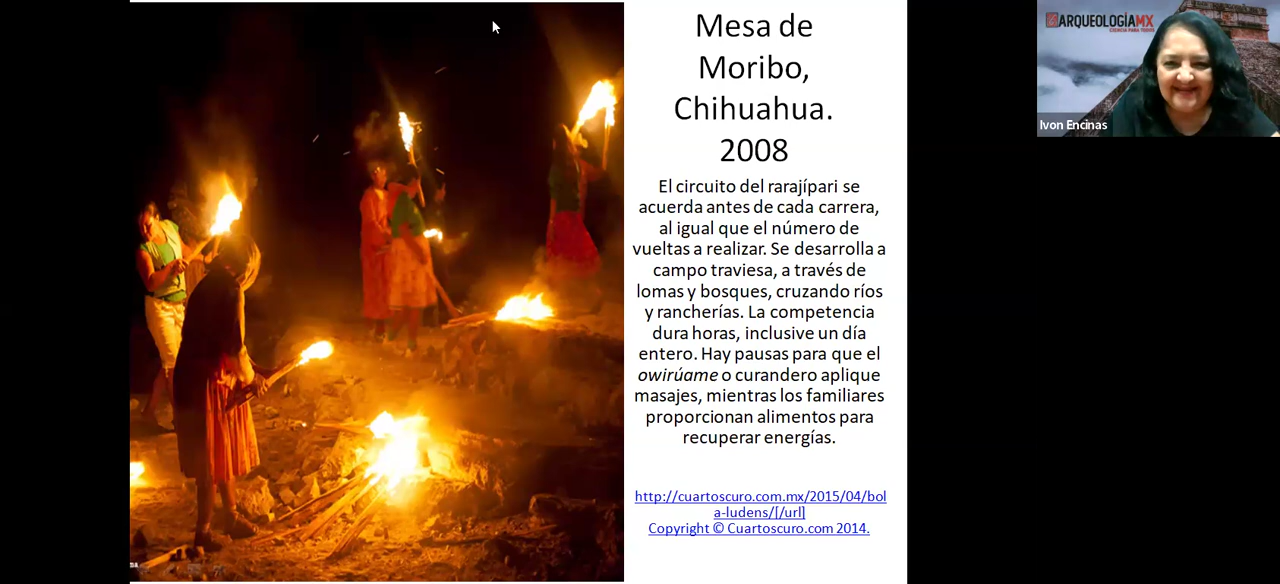 Mesa de
Moribo,
Chihuahua.
2008
El circuito del rarajípari se
acuerda antes de cada carrera,
al igual que el número de
vueltas a realizar. Se desarrolla a
campo traviesa, a través de
lomas y bosques, cruzando ríos
y rancherías. La competencia
dura horas, inclusive un día
entero. Hay pausas para que el
owirúame o curandero aplique
masajes, mientras los familiares
proporcionan alimentos para
recuperar energías.
http://cuartoscuro.com.mx/2015/04/bol
a-ludens/[/url]
Copyright © Cuartoscuro.com 2014.
ARQUEOLOGÍAMX
CIENCIA PARA TODOS
Ivon Encinas